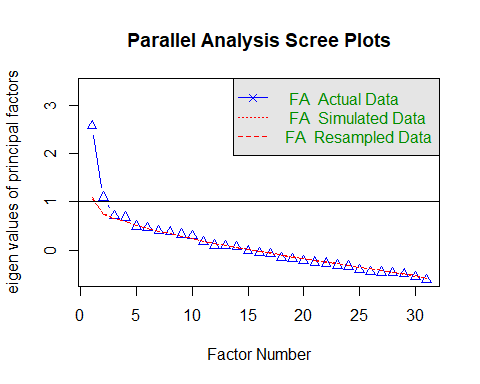 Parallel Analysis Scree Plots
eigen values of principal factors
3
2
1
0
FA Actual Data
FA Simulated Data
FA Resampled Data
0 5 10 15 20 25 30
Factor Number